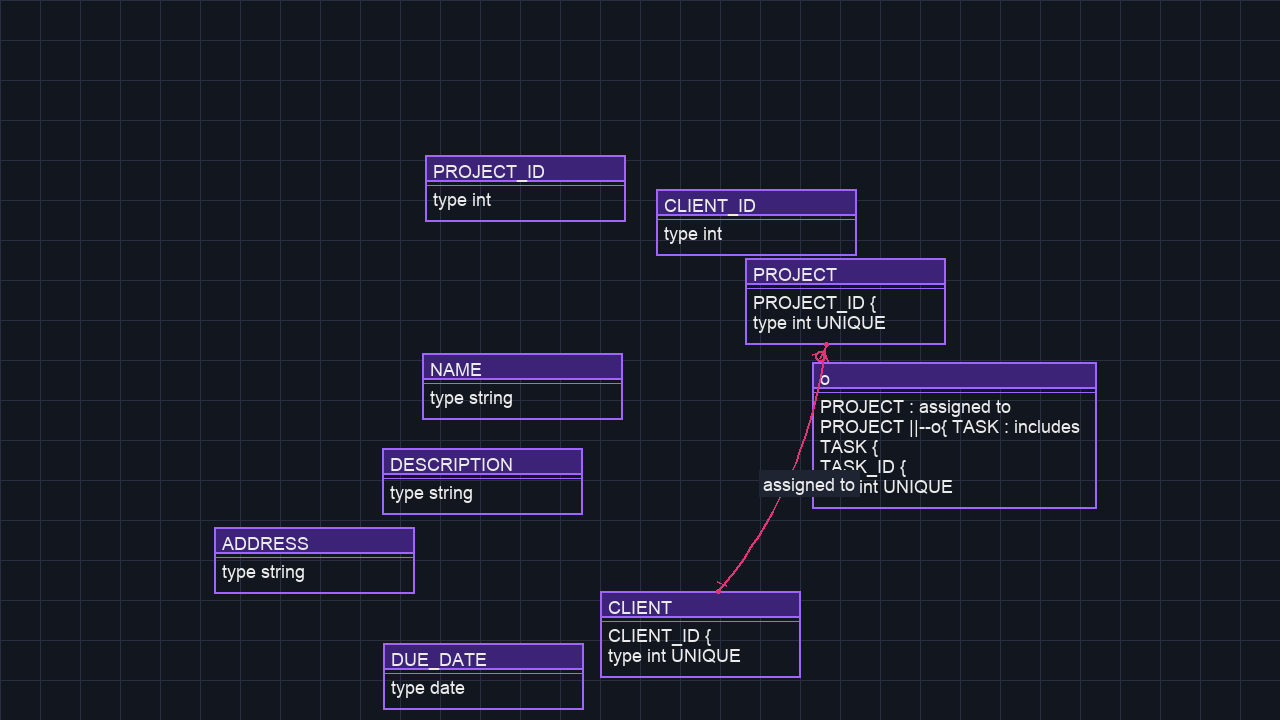 PROJECT_ID
type int
CLIENT_ID
type int
PROJECT
PROJECT_ID {
type int UNIQUE
NAME
type string
o
PROJECT : assigned to
PROJECT ||--o{ TASK : includes
TASK {
TASK_ID {
int UNIQUE
assigned to
DESCRIPTION
type string
ADDRESS
type string
CLIENT
CLIENT_ID {
type int UNIQUE
DUE_DATE
type date